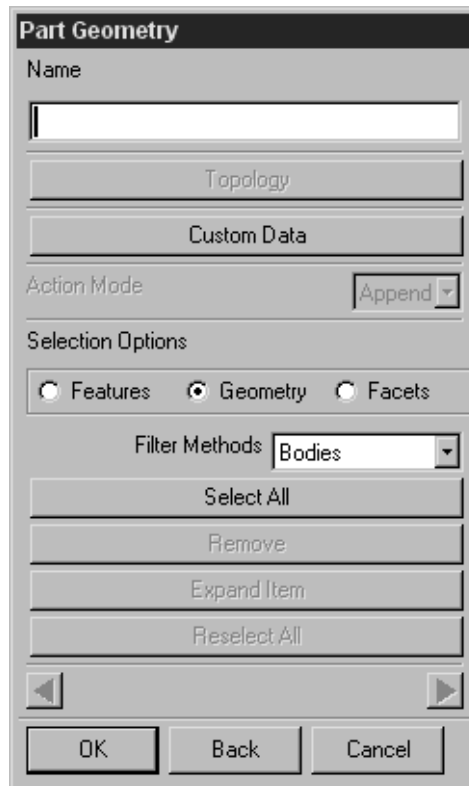 Part Geometry
Name
Topology
Custom Data
Action Mode Append
Selection Options
Features Geometry Facets
Filter Methods Bodies
Select All
Remove
Expand Item
Reselect All
OK Back Cancel